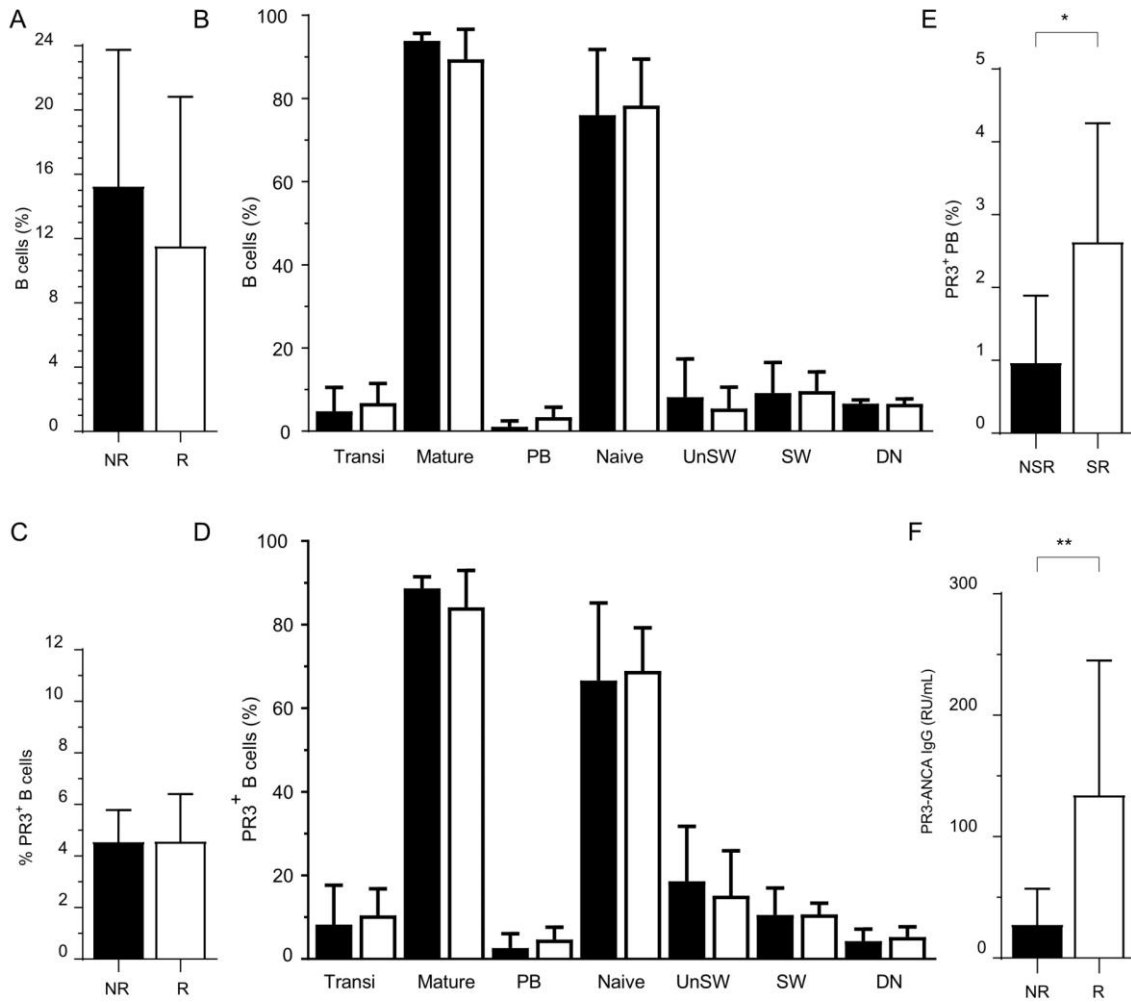 A
24
20
16
12
8
4
0
B cells (%)
NR R
B
100
80
60
40
20
0
B cells (%)
Transi Mature PB Naive UnSW SW DN
E
*
5
4
3
2
1
0
PR3+ PB (%)
NSR SR
C
12
10
8
6
4
2
0
% PR3+ B cells
NR R
D
100
80
60
40
20
0
PR3+ B cells (%)
Transi Mature PB Naive UnSW SW DN
F
**
300
200
100
0
PR3-ANCA IgG (RU/mL)
NR R